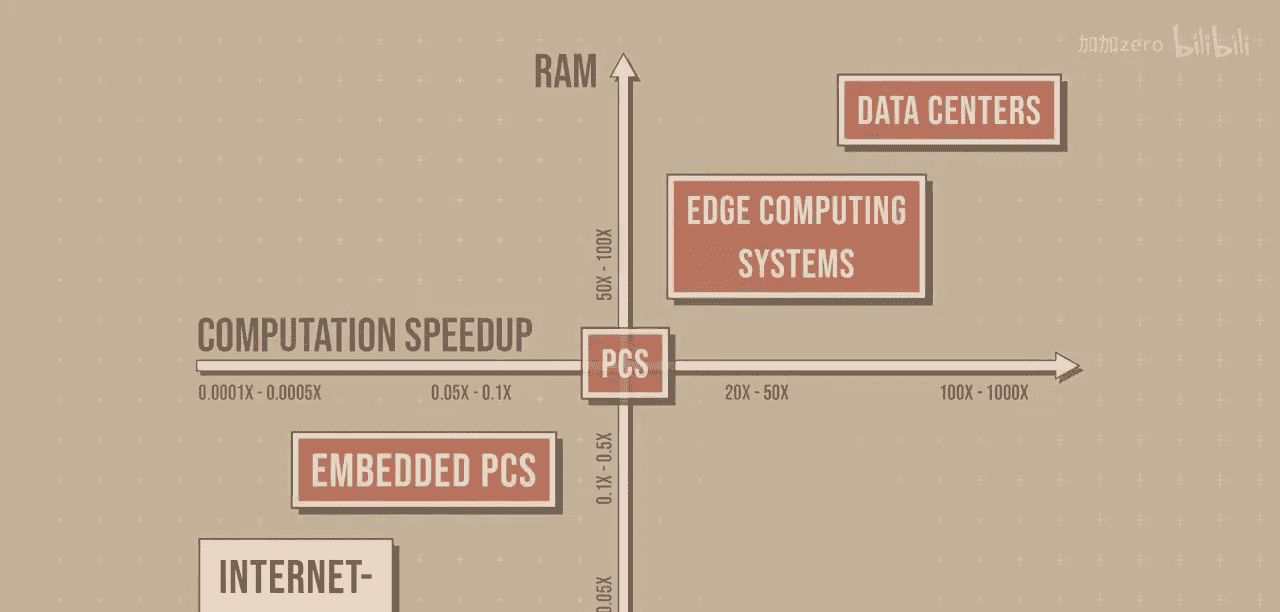 加加zero bilibili
RAM
DATA CENTERS
EDGE COMPUTING
SYSTEMS
50X - 100X
COMPUTATION SPEEDUP
PCS
0.0001X - 0.0005X
0.05X - 0.1X
20X - 50X
100X - 1000X
EMBEDDED PCS
0.1X - 0.5X
INTERNET-
0.05X